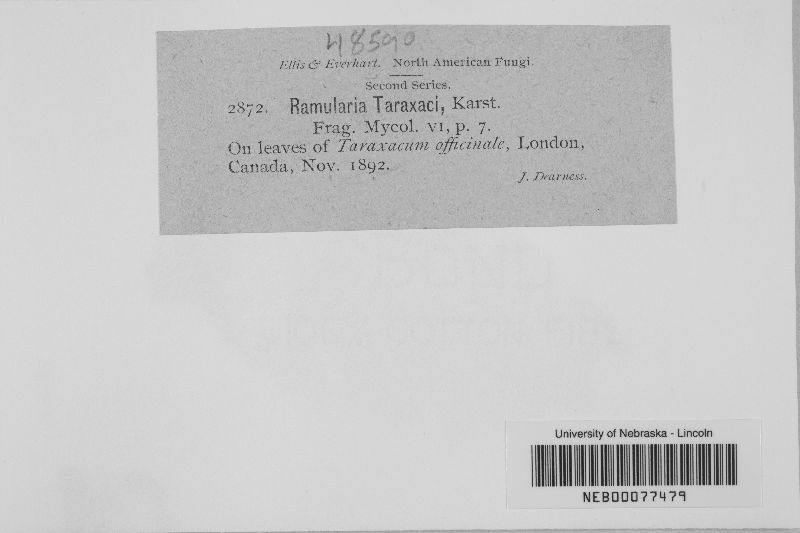 48590
Ellis & Everhart. North American Fungi.
Second Series.
2872. Ramularia Taraxaci, Karst.
Frag. Mycol. VI, p. 7.
On leaves of Taraxacum officinale, London,
Canada, Nov. 1892.
J. Dearness.
University of Nebraska - Lincoln
NEB00077479